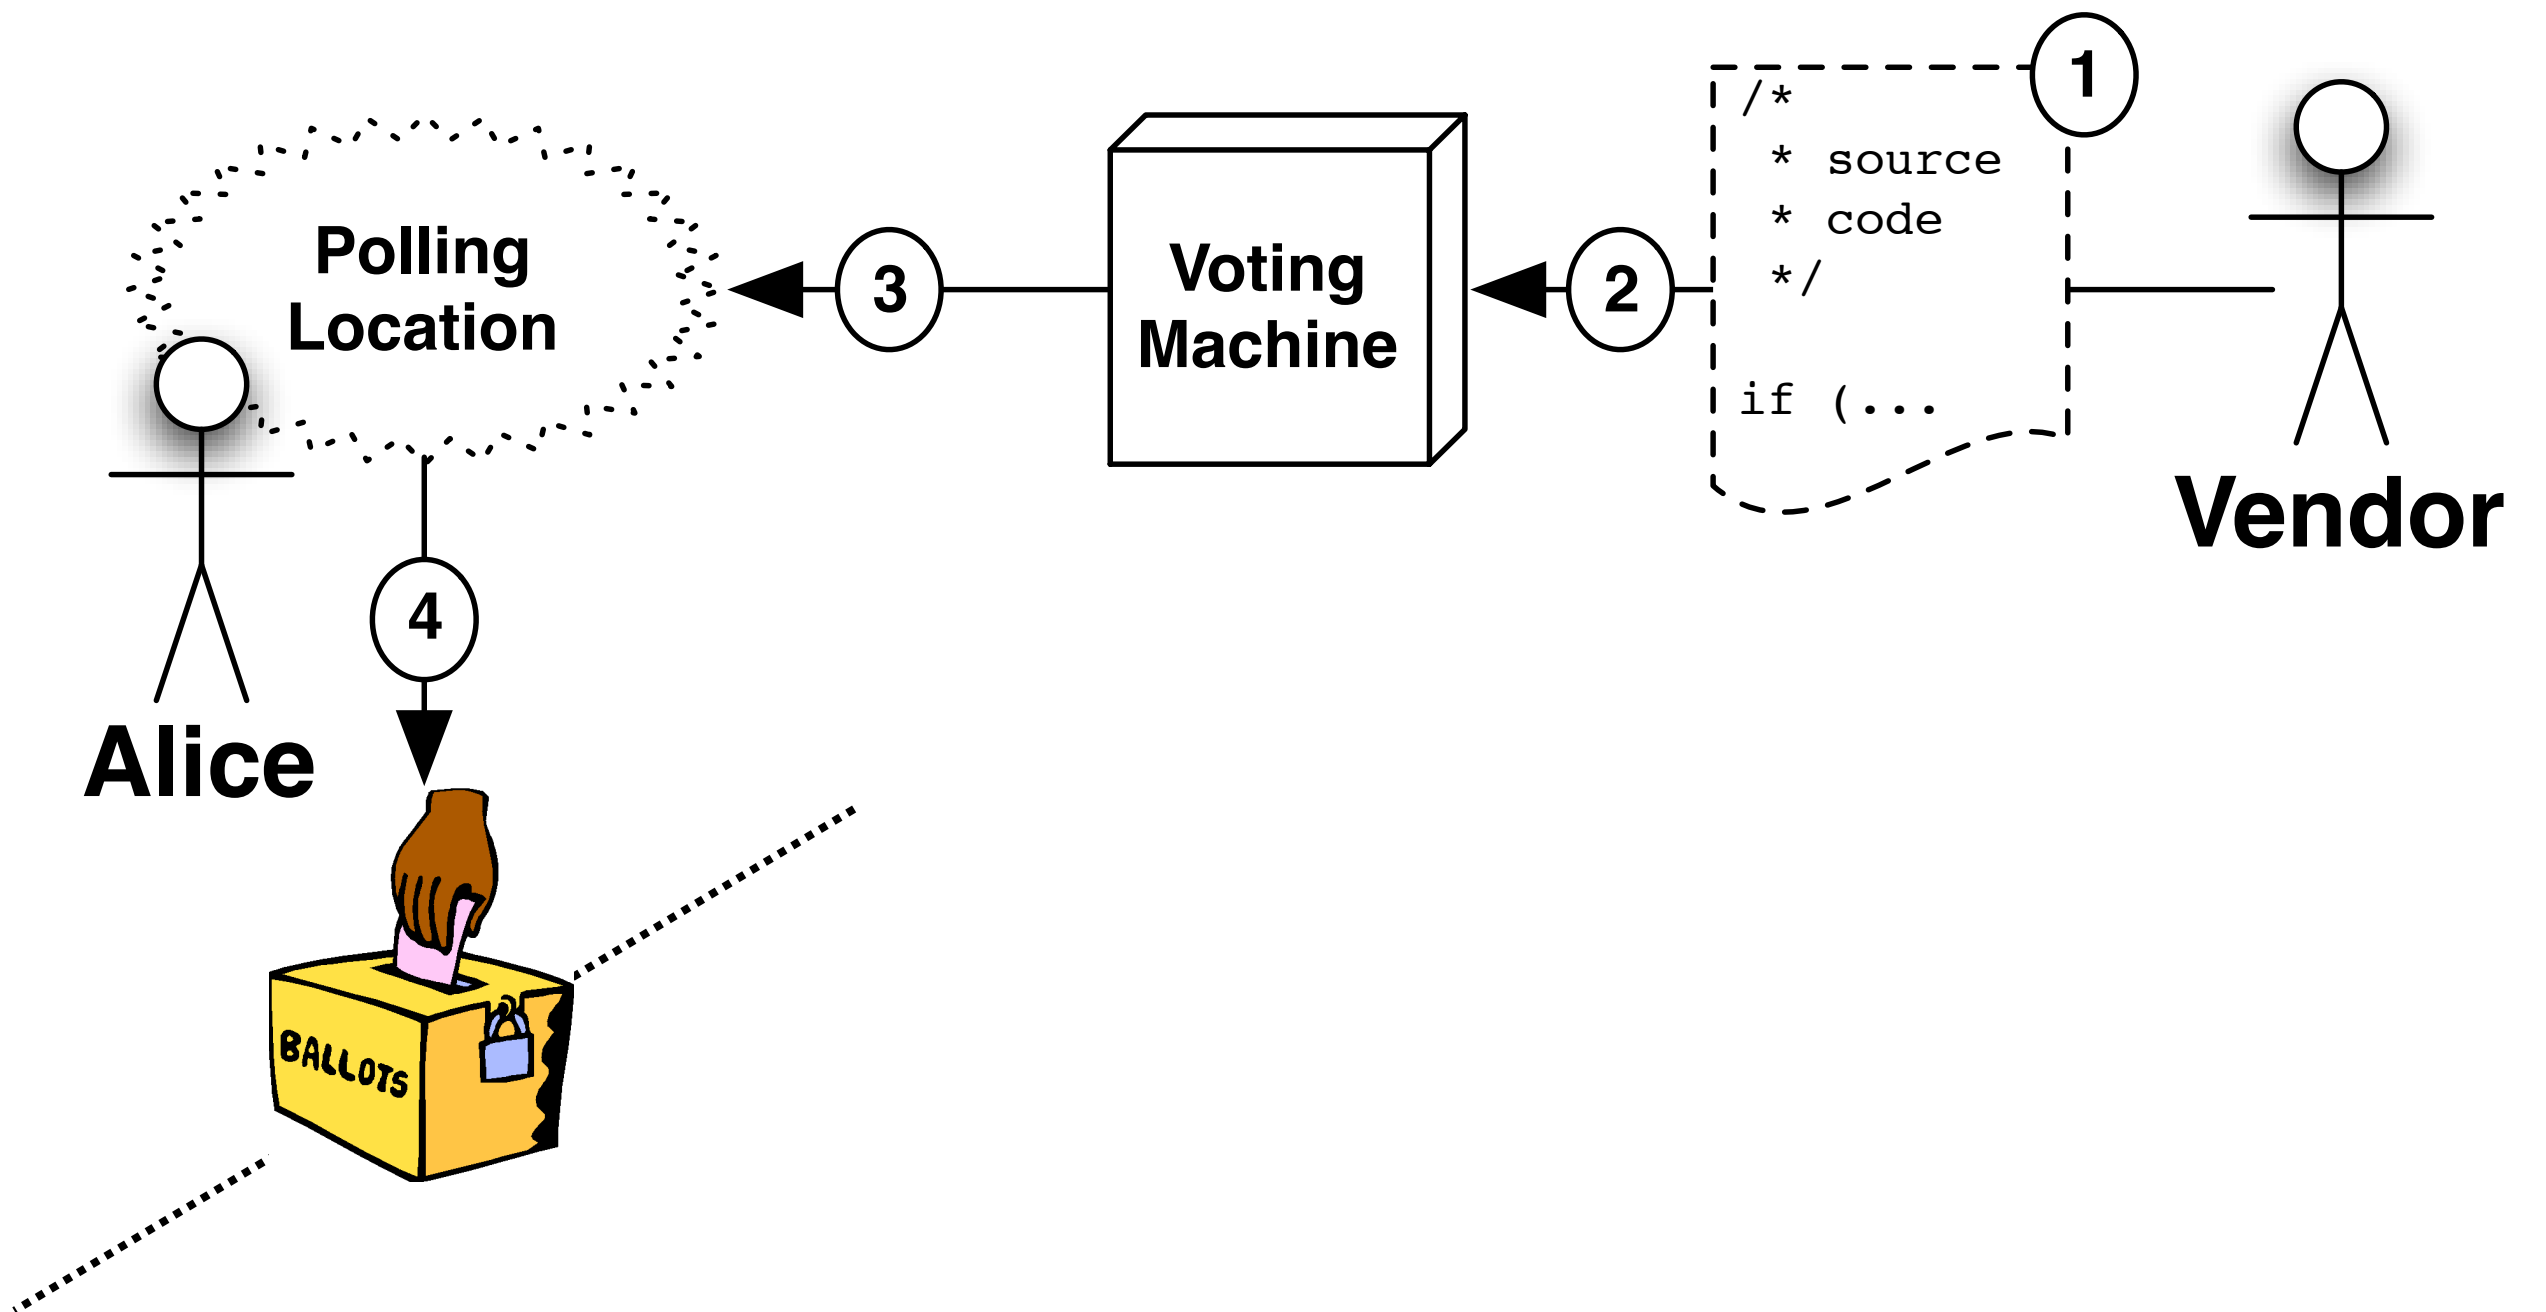 1
/*
 * source
 * code
 */
if (...
Vendor
2
Voting
Machine
3
Polling
Location
Alice
4
BALLOTS